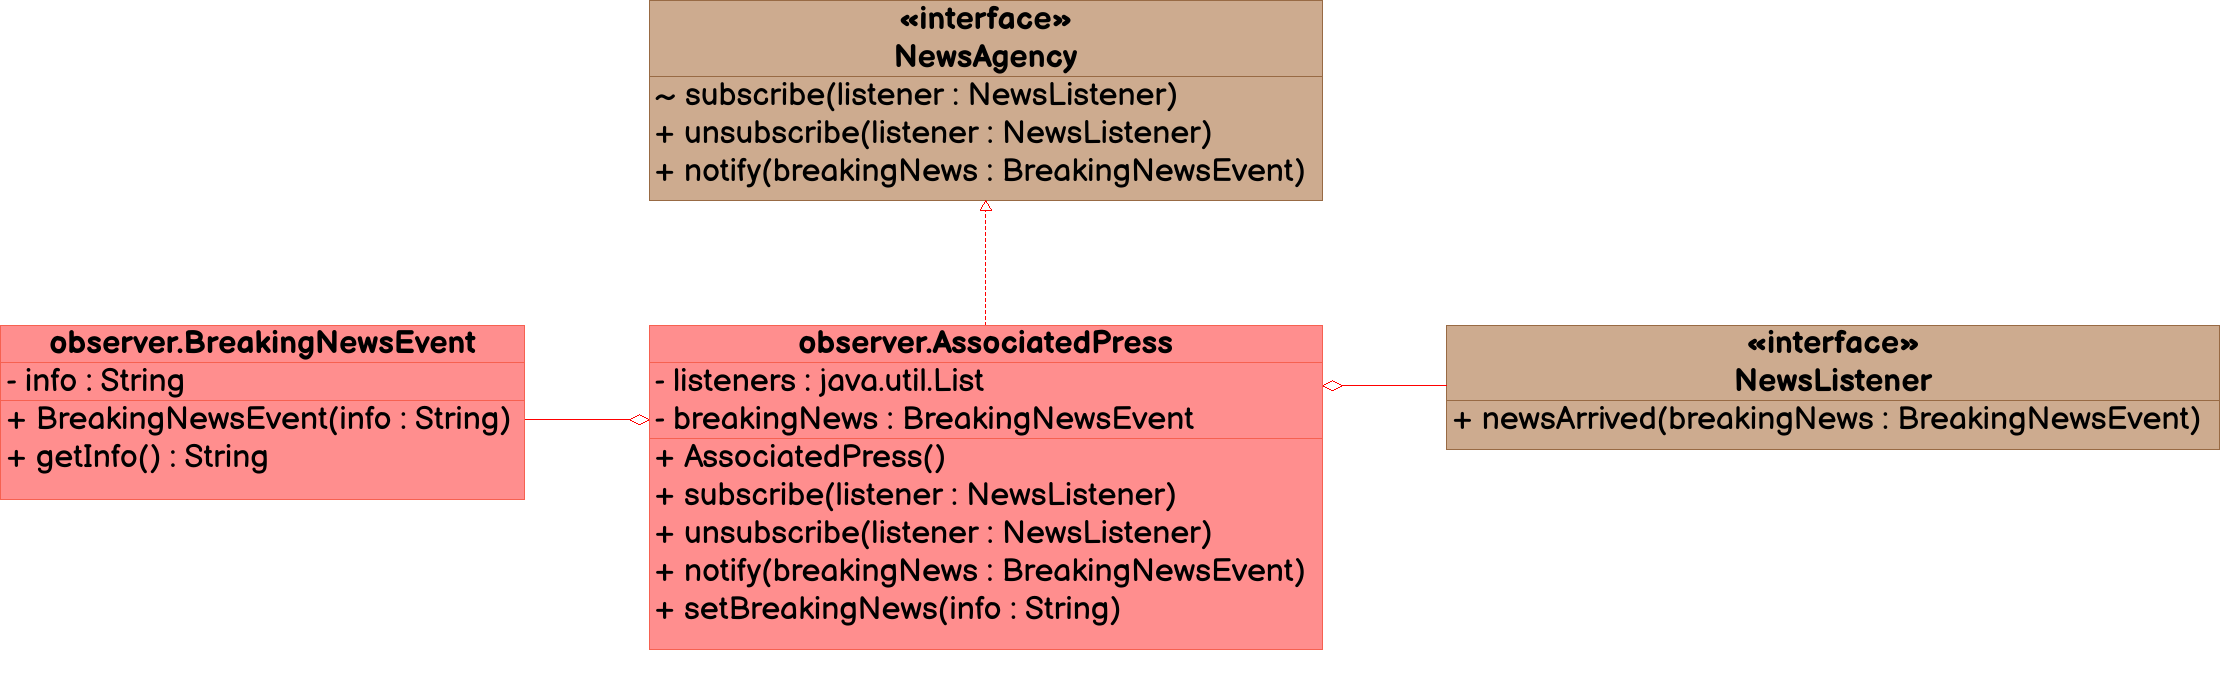 «interface»
NewsAgency
~ subscribe(listener : NewsListener)
+ unsubscribe(listener : NewsListener)
+ notify(breakingNews : BreakingNewsEvent)
observer.BreakingNewsEvent
- info : String
+ BreakingNewsEvent(info : String)
+ getInfo() : String
observer.AssociatedPress
- listeners : java.util.List
- breakingNews : BreakingNewsEvent
+ AssociatedPress()
+ subscribe(listener : NewsListener)
+ unsubscribe(listener : NewsListener)
+ notify(breakingNews : BreakingNewsEvent)
+ setBreakingNews(info : String)
«interface»
NewsListener
+ newsArrived(breakingNews : BreakingNewsEvent)